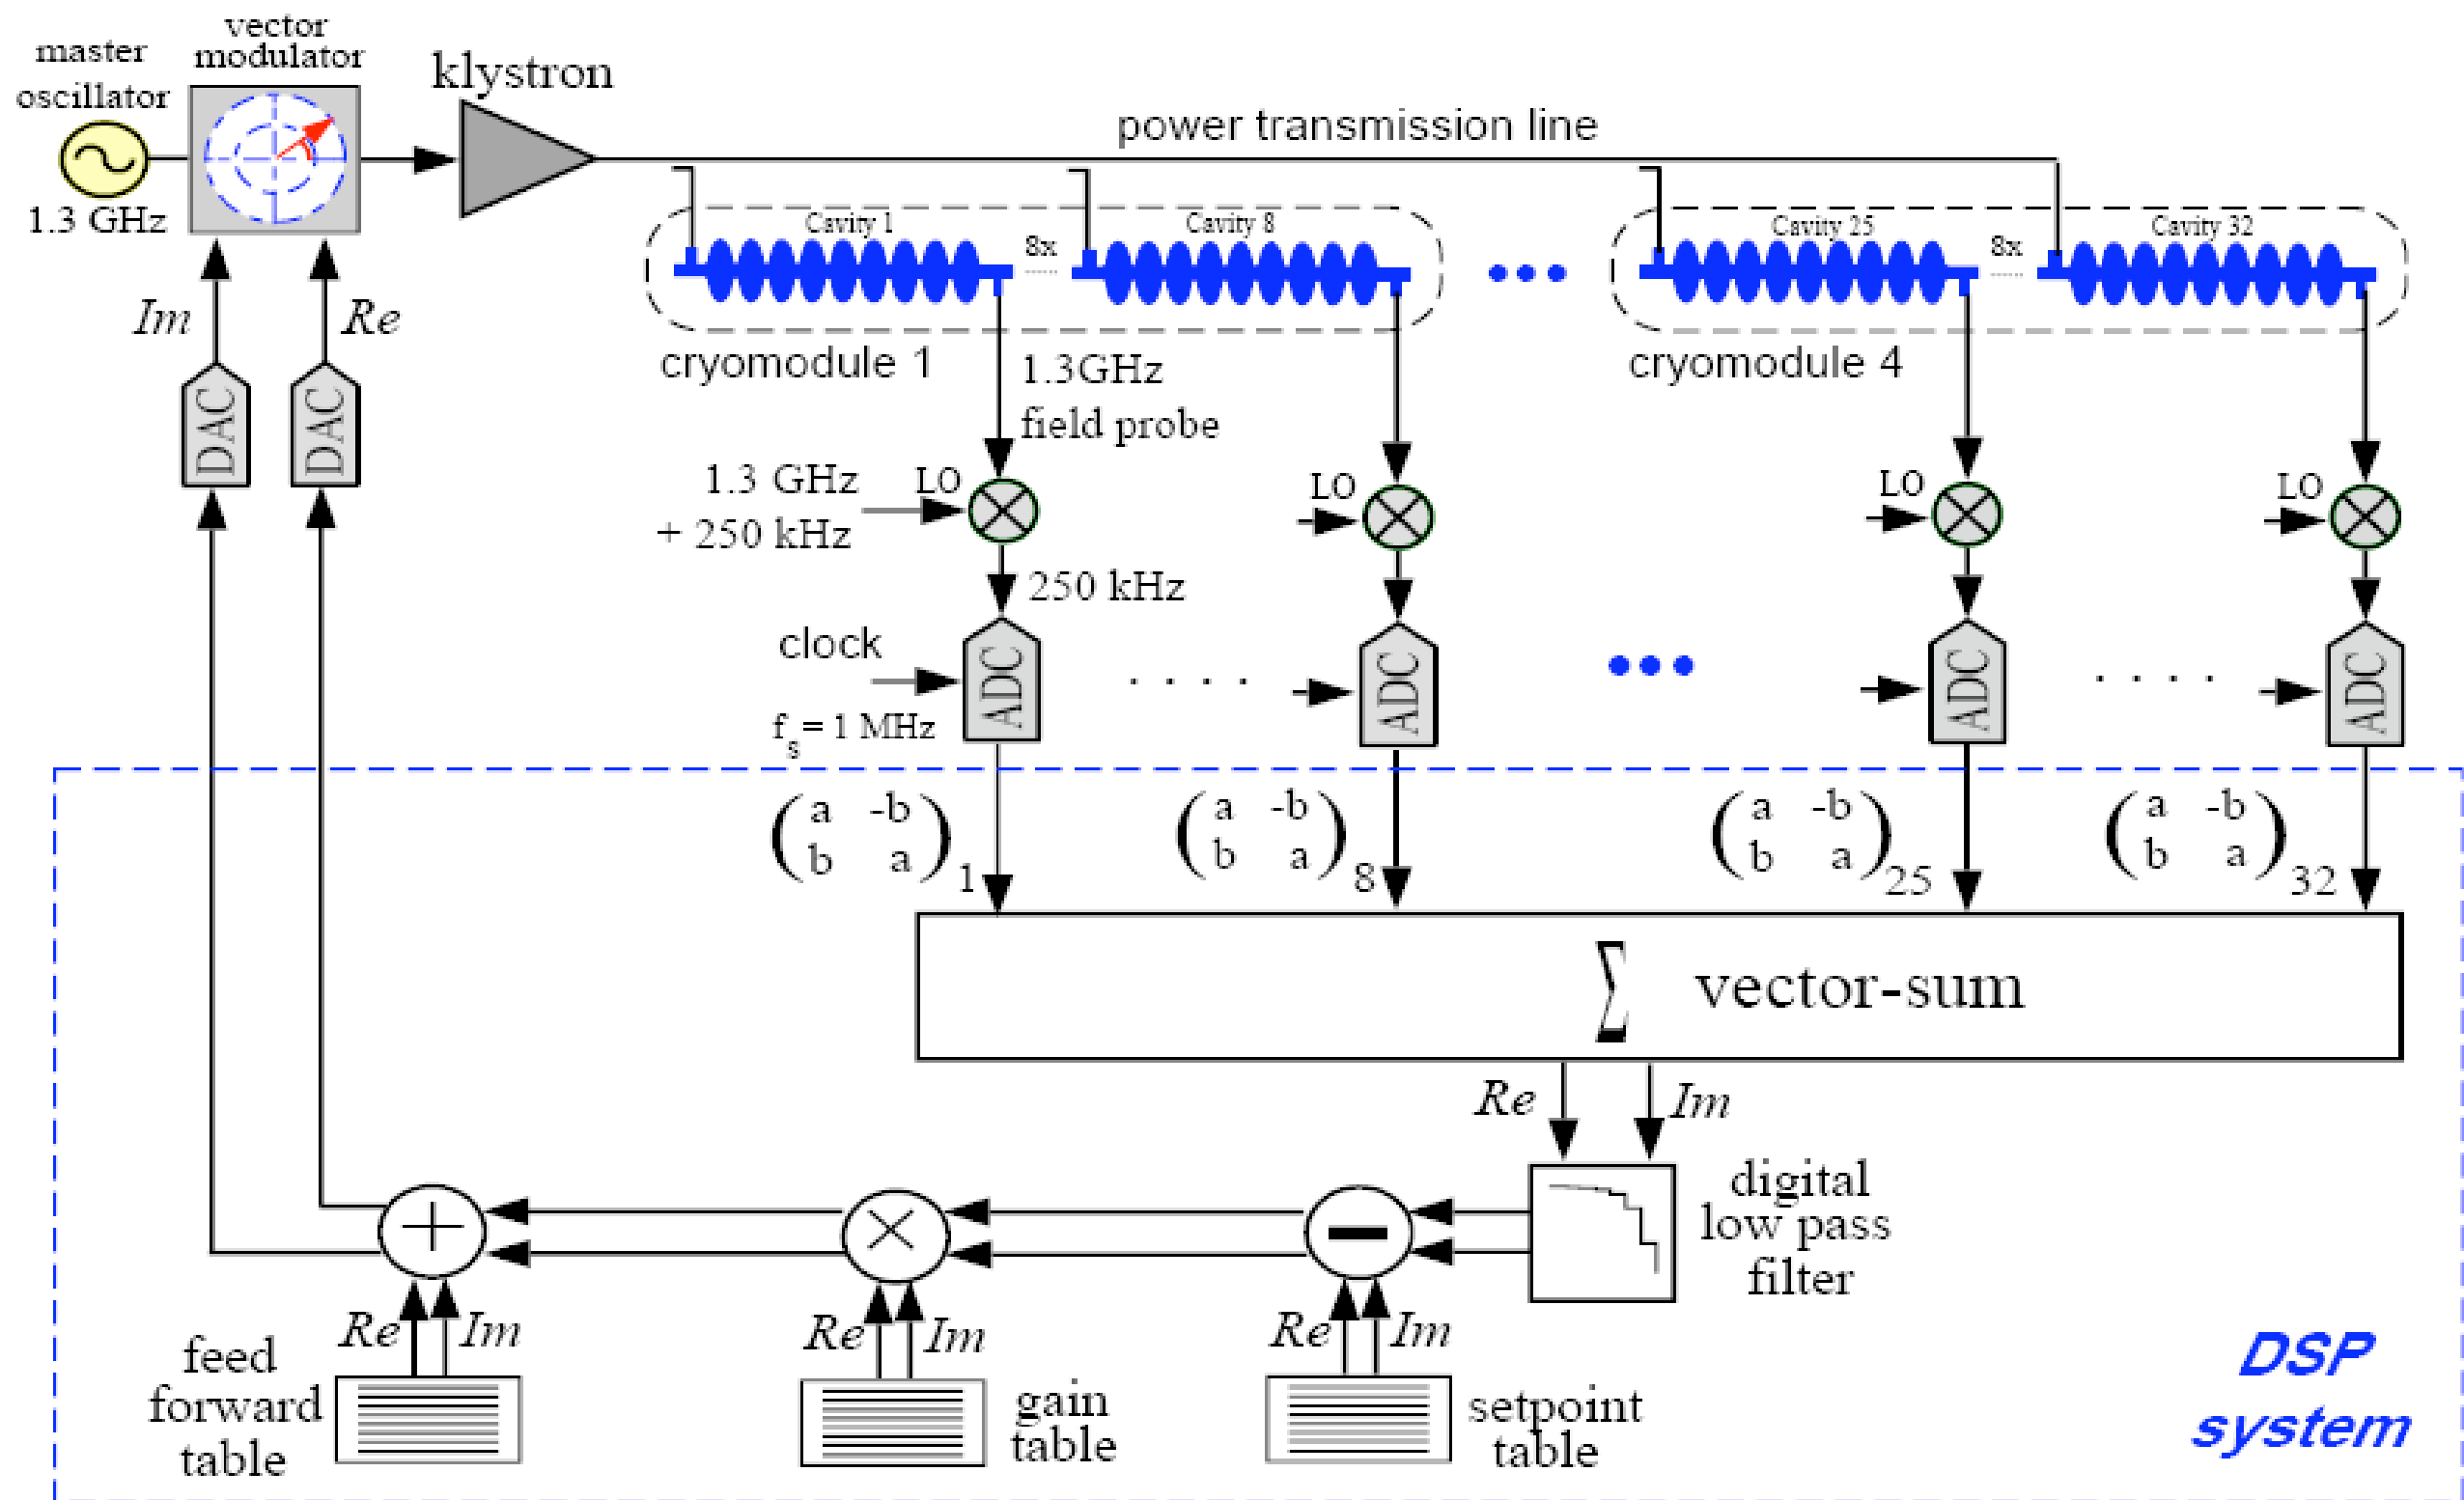 master
oscillator
1.3 GHz
vector
modulator
klystron
power transmission line
Cavity 1
8x
Cavity 8
Cavity 25
8x
Cavity 32
cryomodule 1
cryomodule 4
Im
Re
DAC
DAC
1.3GHz
field probe
1.3 GHz
+ 250 kHz
LO
LO
LO
LO
250 kHz
clock
f_s= 1 MHz
ADC
. . . .
ADC
ADC
. . . .
ADC
(a -b
b a)1
(a -b
b a)8
(a -b
b a)25
(a -b
b a)32
∑ vector-sum
Re
Im
digital
low pass
filter
+
×
−
Re
Im
Re
Im
Re
Im
feed
forward
table
gain
table
setpoint
table
DSP
system